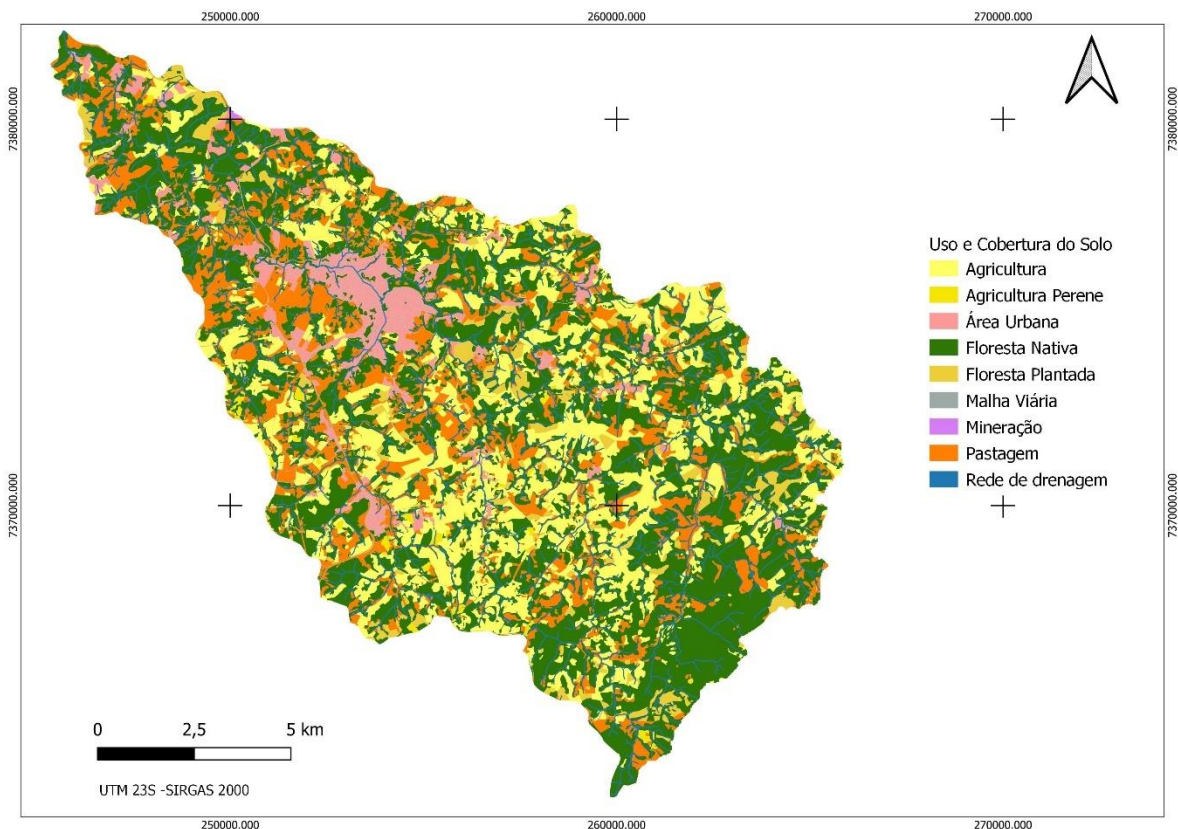 250000.000
260000.000
270000.000
7380000.000
7380000.000
Uso e Cobertura do Solo
Agricultura
Agricultura Perene
Área Urbana
Floresta Nativa
Floresta Plantada
Malha Viária
Mineração
Pastagem
Rede de drenagem
7370000.000
7370000.000
0 2,5 5 km
UTM 23S -SIRGAS 2000
250000.000
260000.000
270000.000